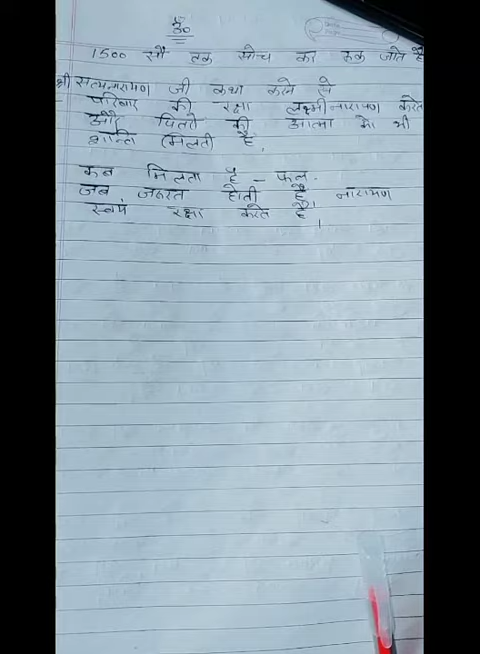 ॐ
1500 सौ तक सोच का रूक जाते है
श्री सत्यनारायण जी कथा करने से
परिवार की रक्षा लक्ष्मीनारायण करते
और पितरो की आत्मा को भी
शान्ति मिलती है,
कब मिलता है - फल.
जब जरूरत होती है, नारायण
स्वयं रक्षा करते है।